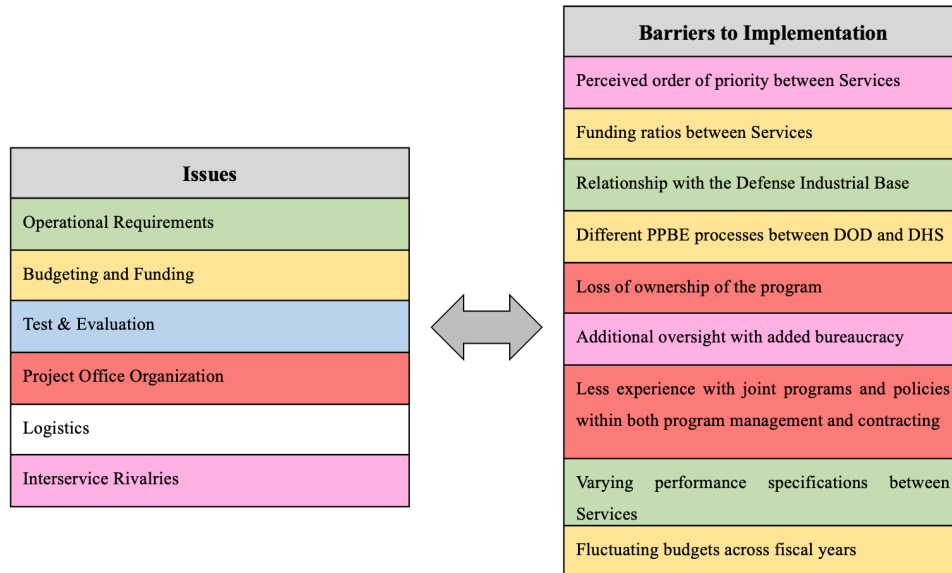 Issues
Operational Requirements
Budgeting and Funding
Test & Evaluation
Project Office Organization
Logistics
Interservice Rivalries
Barriers to Implementation
Perceived order of priority between Services
Funding ratios between Services
Relationship with the Defense Industrial Base
Different PPBE processes between DOD and DHS
Loss of ownership of the program
Additional oversight with added bureaucracy
Less experience with joint programs and policies
within both program management and contracting
Varying performance specifications between
Services
Fluctuating budgets across fiscal years